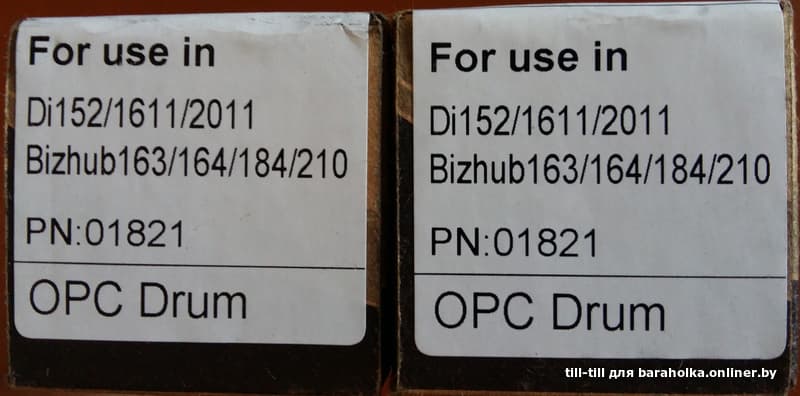 For use in
Di152/1611/2011
Bizhub163/164/184/210
PN:01821
OPC Drum
For use in
Di152/1611/2011
Bizhub163/164/184/210
PN:01821
OPC Drum
till-till для baraholka.onliner.by